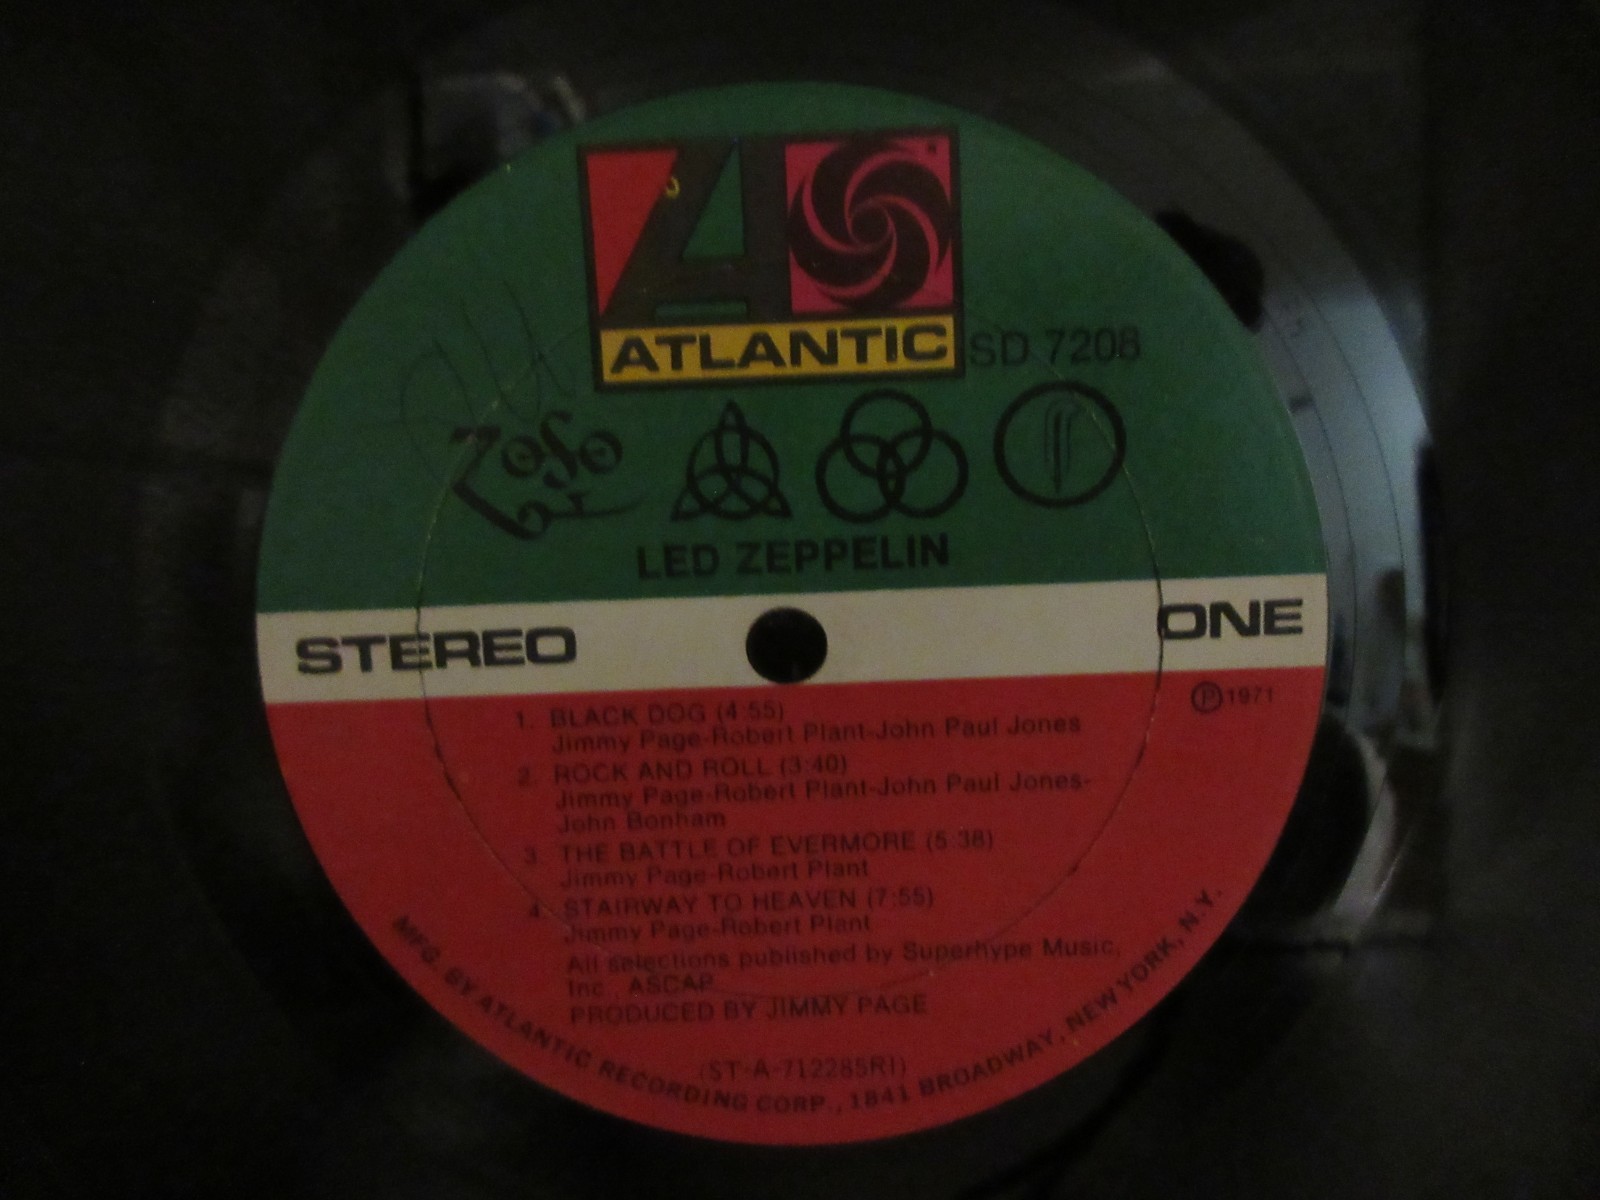 ATLANTIC
SD 7208
LED ZEPPELIN
STEREO
ONE
Ⓟ 1971
1. BLACK DOG (4:55)
Jimmy Page-Robert Plant-John Paul Jones
2. ROCK AND ROLL (3:40)
Jimmy Page-Robert Plant-John Paul Jones-
John Bonham
3. THE BATTLE OF EVERMORE (5:38)
Jimmy Page-Robert Plant
4. STAIRWAY TO HEAVEN (7:55)
Jimmy Page-Robert Plant
All selections published by Superhype Music,
Inc., ASCAP
PRODUCED BY JIMMY PAGE
(ST-A-712285RI)
MFG. BY ATLANTIC RECORDING CORP., 1841 BROADWAY, NEW YORK, N.Y.